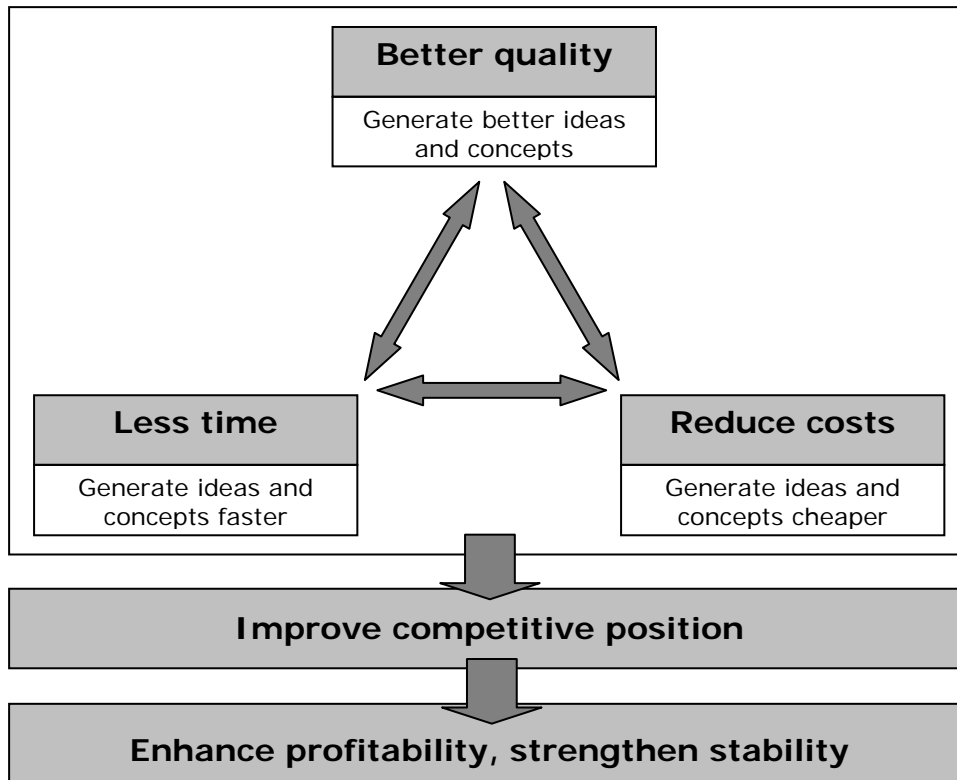 Better quality
Generate better ideas
and concepts
Less time
Generate ideas and
concepts faster
Reduce costs
Generate ideas and
concepts cheaper
Improve competitive position
Enhance profitability, strengthen stability